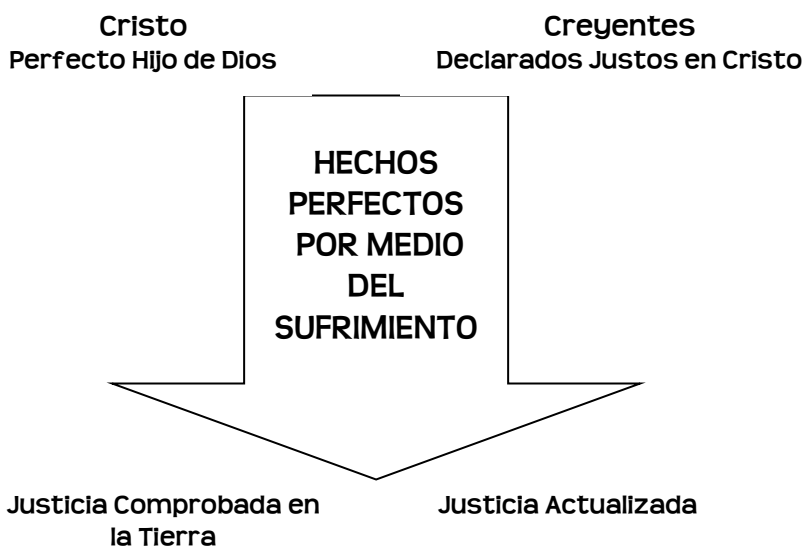 Cristo
Perfecto Hijo de Dios
Creyentes
Declarados Justos en Cristo
HECHOS
PERFECTOS
POR MEDIO
DEL
SUFRIMIENTO
Justicia Comprobada en
la Tierra
Justicia Actualizada